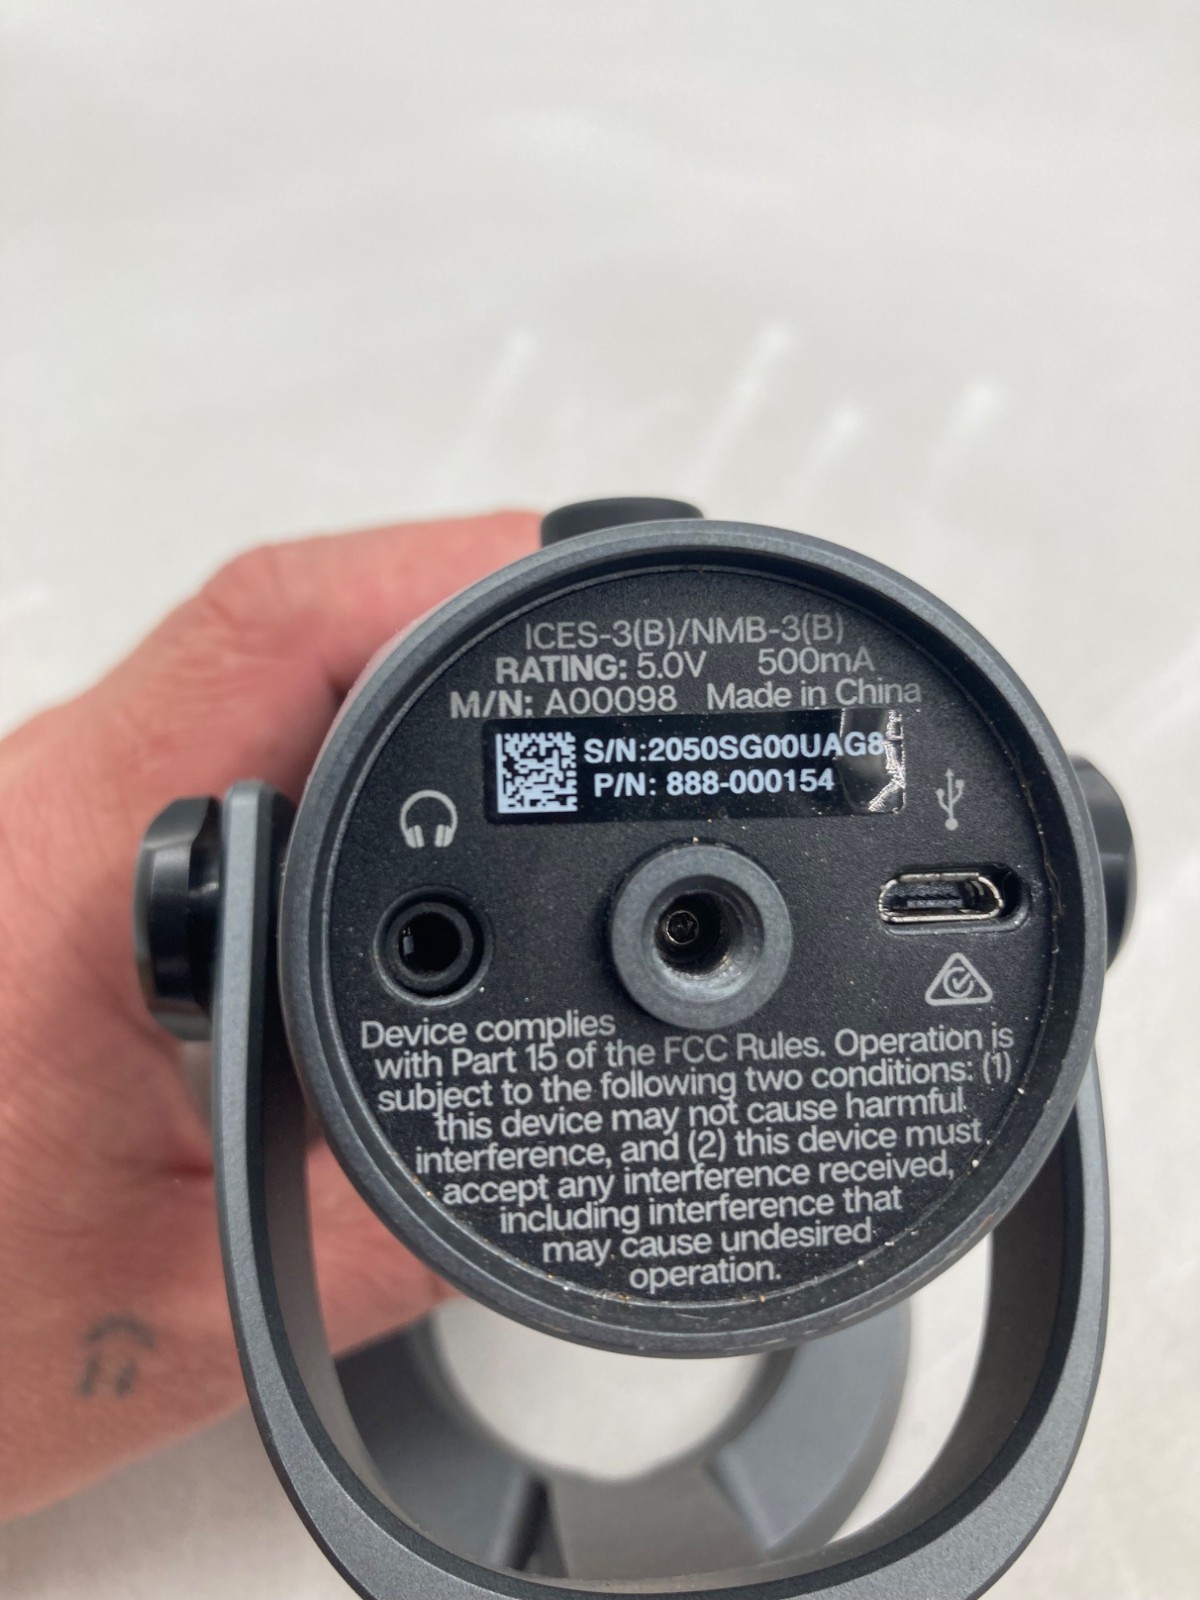 ICES-3(B)/NMB-3(B)
RATING: 5.0V 500mA
M/N: A00098 Made in China
S/N:2050SG00UAG8
P/N: 888-000154
Device complies
with Part 15 of the FCC Rules. Operation is
subject to the following two conditions: (1)
this device may not cause harmful
interference, and (2) this device must
accept any interference received,
including interference that
may cause undesired
operation.